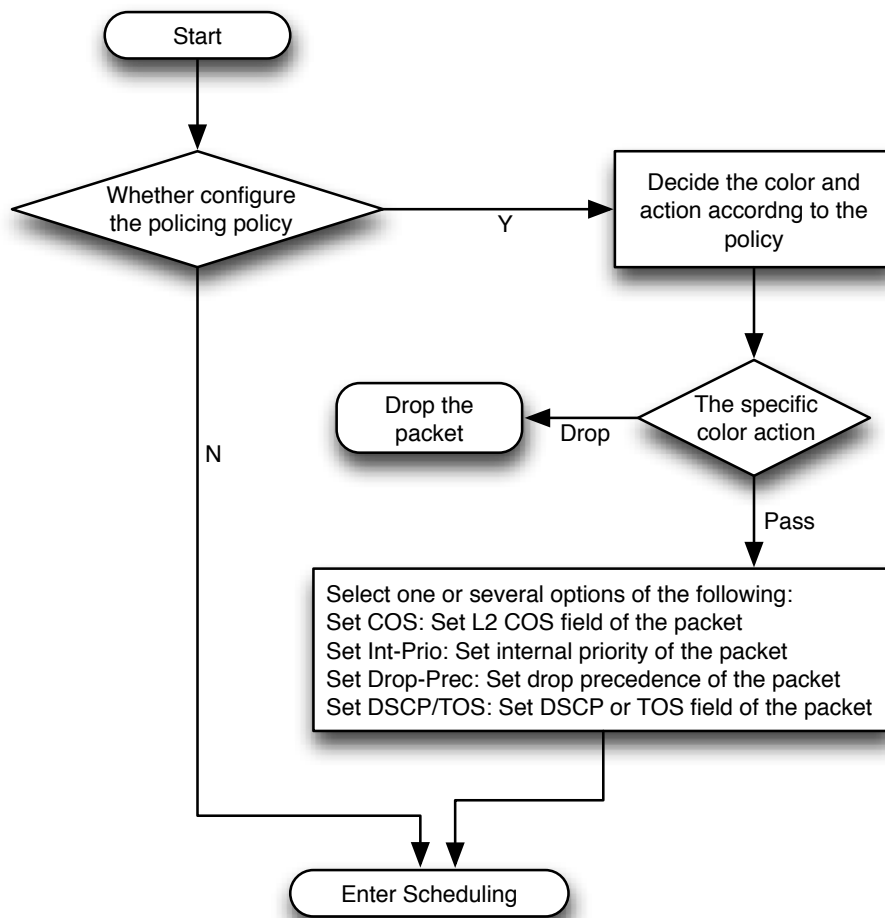 Start
Whether configure
the policing policy
Y
Decide the color and
action accordng to the
policy
The specific
color action
Drop
Drop the
packet
N
Pass
Select one or several options of the following:
Set COS: Set L2 COS field of the packet
Set Int-Prio: Set internal priority of the packet
Set Drop-Prec: Set drop precedence of the packet
Set DSCP/TOS: Set DSCP or TOS field of the packet
Enter Scheduling